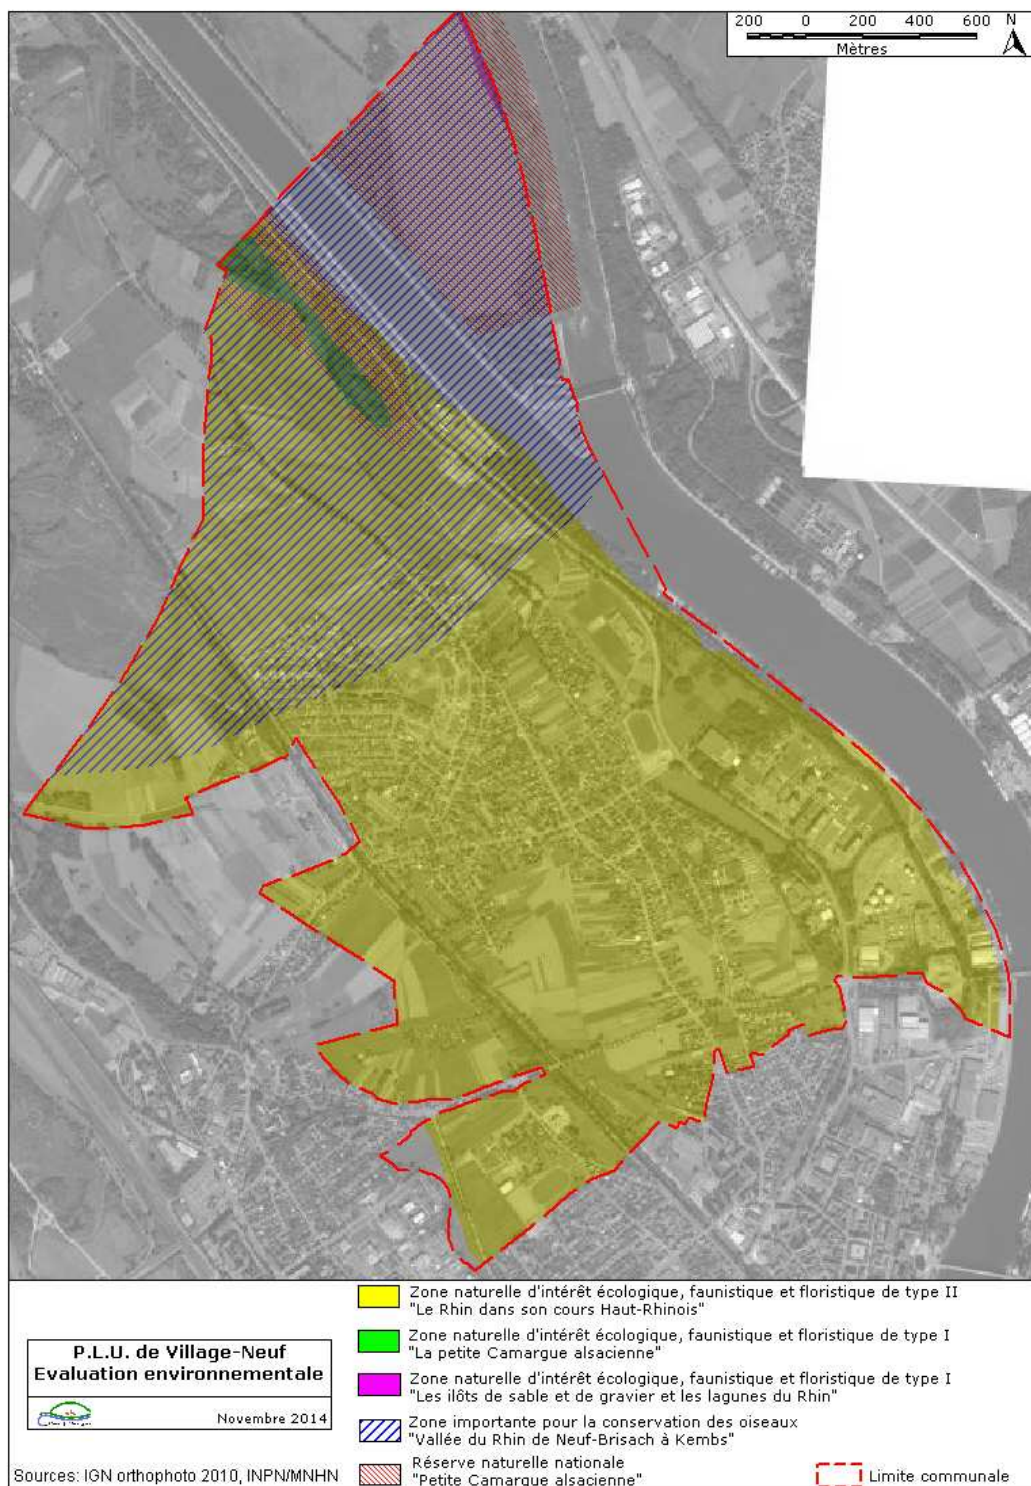 200 0 200 400 600 N
Mètres
Zone naturelle d'intérêt écologique, faunistique et floristique de type II
"Le Rhin dans son cours Haut-Rhinois"
Zone naturelle d'intérêt écologique, faunistique et floristique de type I
"La petite Camargue alsacienne"
Zone naturelle d'intérêt écologique, faunistique et floristique de type I
"Les ilôts de sable et de gravier et les lagunes du Rhin"
Zone importante pour la conservation des oiseaux
"Vallée du Rhin de Neuf-Brisach à Kembs"
Réserve naturelle nationale
"Petite Camargue alsacienne"
Limite communale
P.L.U. de Village-Neuf
Evaluation environnementale
Novembre 2014
Sources: IGN orthophoto 2010, INPN/MNHN